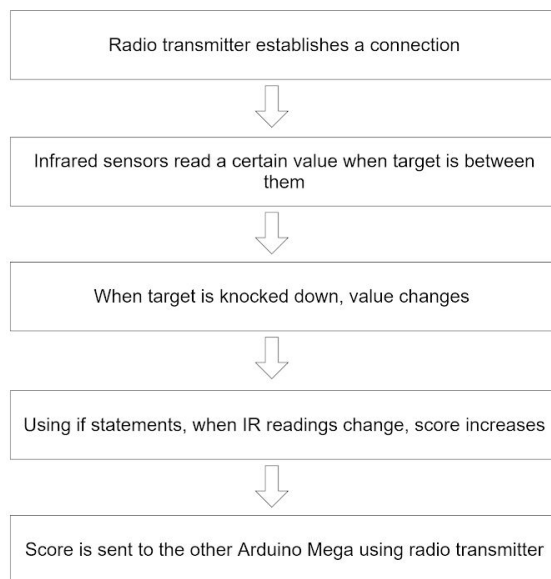 Radio transmitter establishes a connection
Infrared sensors read a certain value when target is between
them
When target is knocked down, value changes
Using if statements, when IR readings change, score increases
Score is sent to the other Arduino Mega using radio transmitter